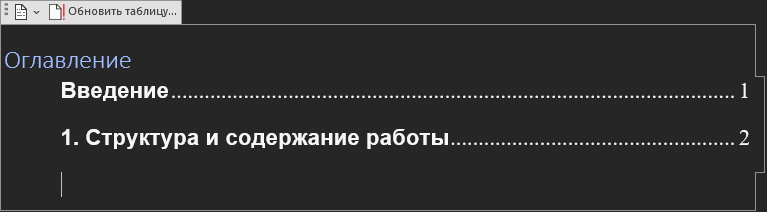 Обновить таблицу...
Оглавление
Введение........................................................................................................ 1
1. Структура и содержание работы.................................................... 2